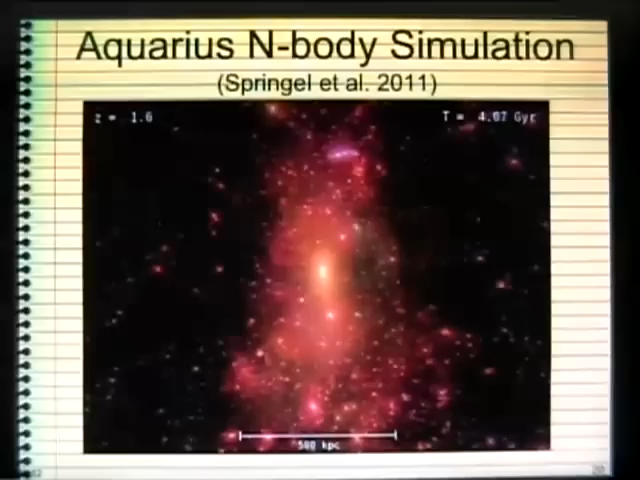 Aquarius N-body Simulation
(Springel et al. 2011)
z = 1.6
T = 4.07 Gyr
500 kpc